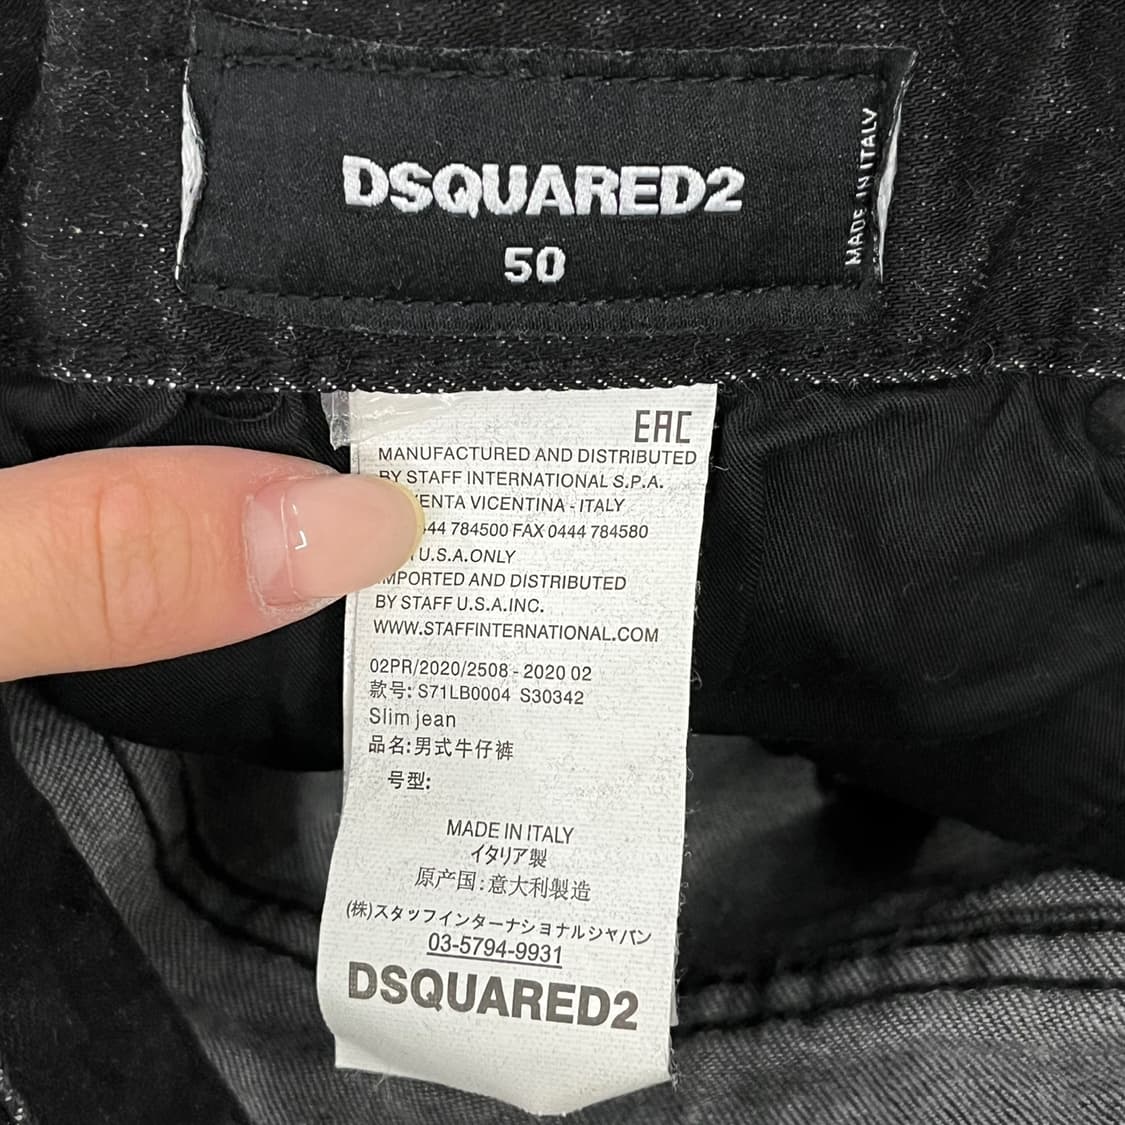 DSQUARED2
50
MADE IN ITALY
EAC
MANUFACTURED AND DISTRIBUTED
BY STAFF INTERNATIONAL S.P.A.
VICENTINA - ITALY
784500 FAX 0444 784580
U.S.A. ONLY
IMPORTED AND DISTRIBUTED
BY STAFF U.S.A. INC.
WWW.STAFFINTERNATIONAL.COM
02PR/2020/2508 - 2020 02
款号: S71LB0004 S30342
Slim jean
品名:男式牛仔裤
号型:
MADE IN ITALY
イタリア製
原产国:意大利製造
(株)スタッフインターナショナルジャパン
03-5794-9931
DSQUARED2